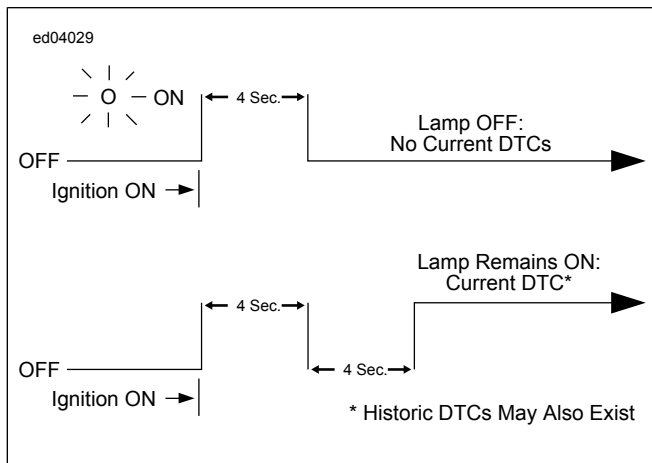 ed04029
O ON
4 Sec.
Lamp OFF:
No Current DTCs
OFF
Ignition ON
Lamp Remains ON:
Current DTC*
4 Sec.
OFF
4 Sec.
Ignition ON
* Historic DTCs May Also Exist